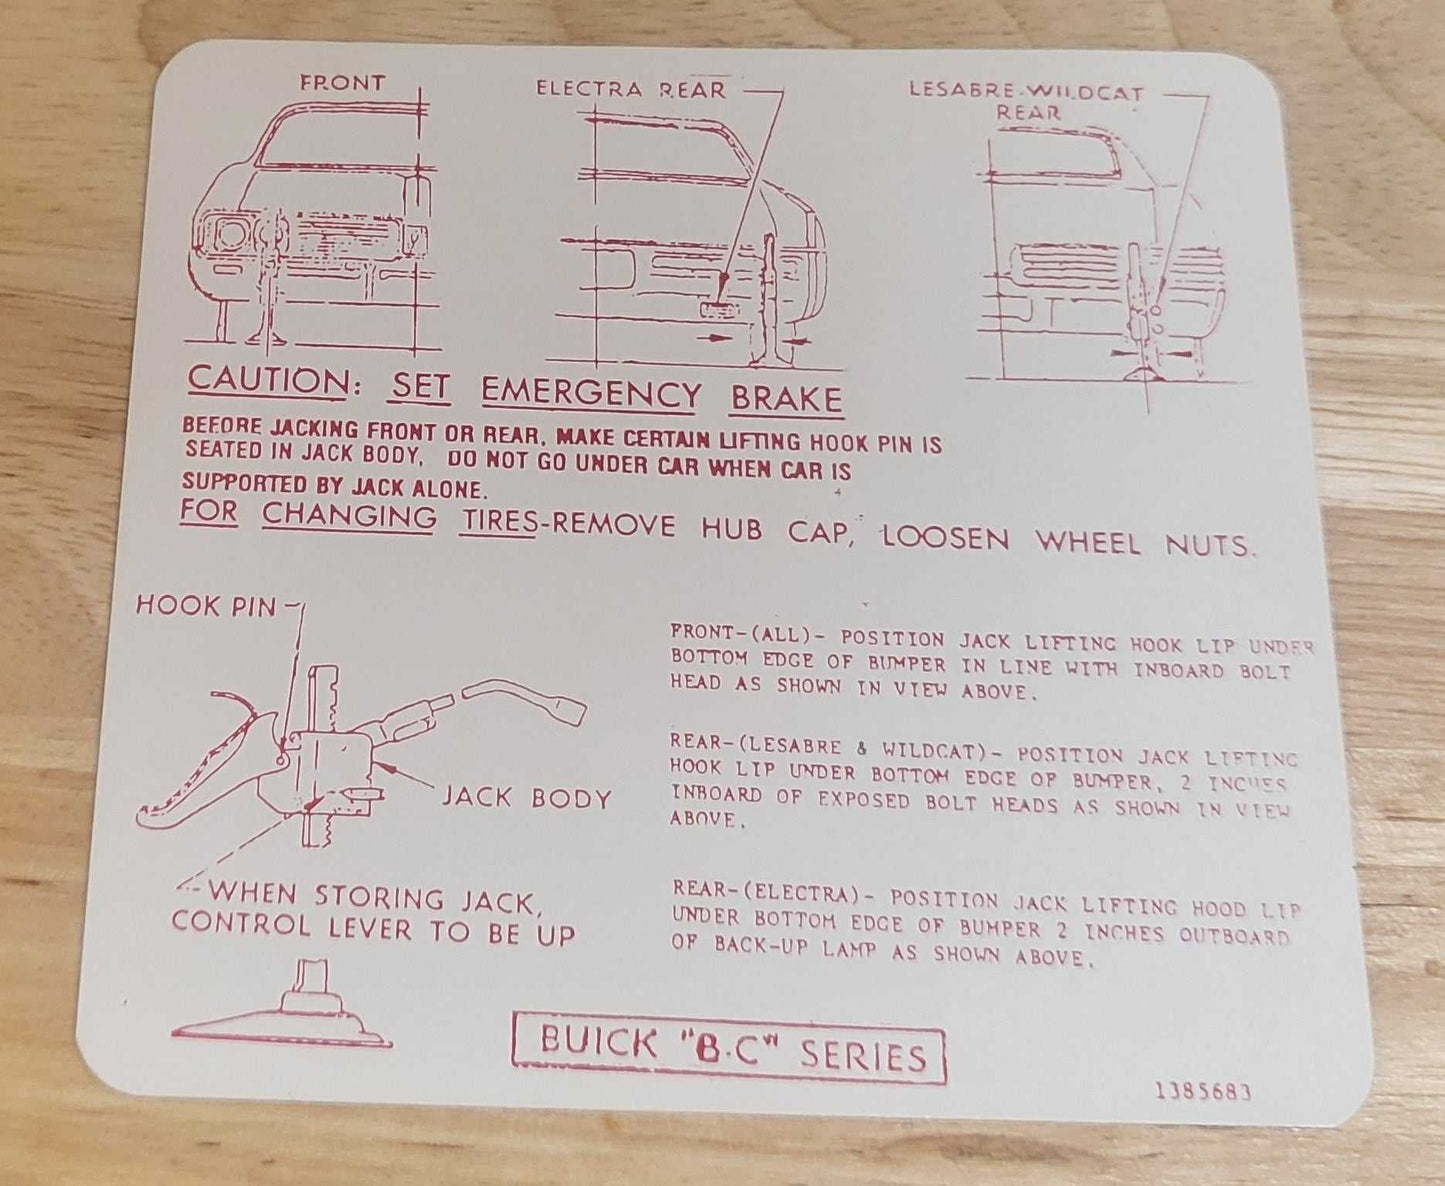 FRONT
ELECTRA REAR
LESABRE-WILDCAT
REAR
CAUTION: SET EMERGENCY BRAKE
BEFORE JACKING FRONT OR REAR, MAKE CERTAIN LIFTING HOOK PIN IS
SEATED IN JACK BODY. DO NOT GO UNDER CAR WHEN CAR IS
SUPPORTED BY JACK ALONE.
FOR CHANGING TIRES-REMOVE HUB CAP, LOOSEN WHEEL NUTS.
HOOK PIN
JACK BODY
WHEN STORING JACK,
CONTROL LEVER TO BE UP
FRONT-(ALL)- POSITION JACK LIFTING HOOK LIP UNDER
BOTTOM EDGE OF BUMPER IN LINE WITH INBOARD BOLT
HEAD AS SHOWN IN VIEW ABOVE.
REAR-(LESABRE & WILDCAT)- POSITION JACK LIFTING
HOOK LIP UNDER BOTTOM EDGE OF BUMPER, 2 INCHES
INBOARD OF EXPOSED BOLT HEADS AS SHOWN IN VIEW
ABOVE.
REAR-(ELECTRA)- POSITION JACK LIFTING HOOD LIP
UNDER BOTTOM EDGE OF BUMPER 2 INCHES OUTBOARD
OF BACK-UP LAMP AS SHOWN ABOVE.
BUICK "B-C" SERIES
1385683